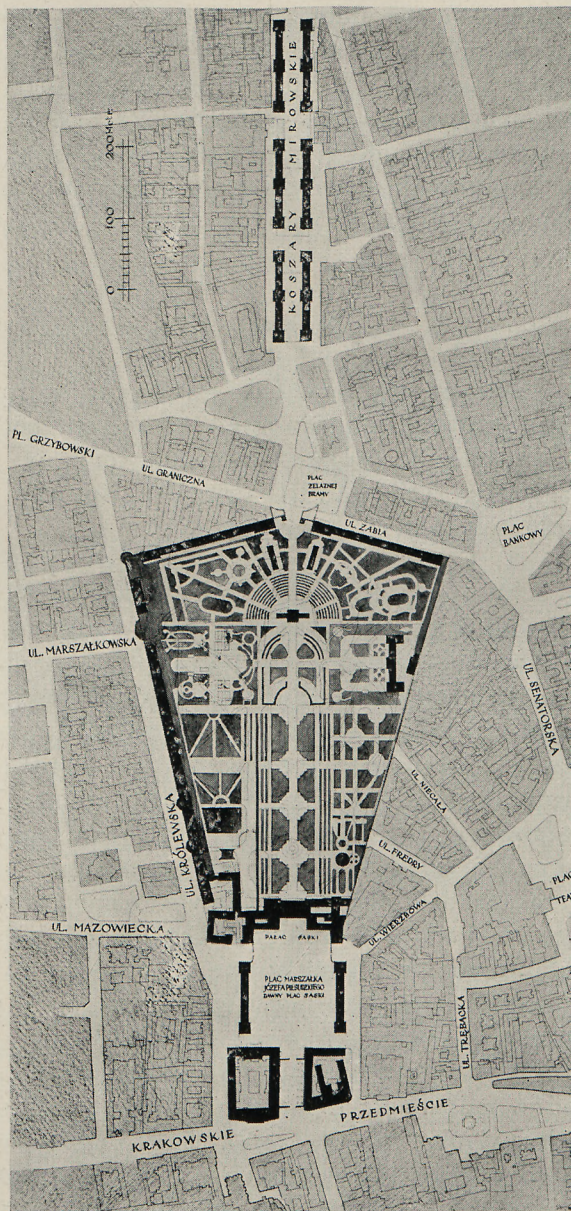 KOSZARY MIROWSKIE
200 Metr.
100
0
PL. GRZYBOWSKI
UL. GRANICZNA
PLAC
ŻELAZNEJ
BRAMY
UL. ŻABIA
PLAC
BANKOWY
UL. MARSZAŁKOWSKA
UL. SENATORSKA
UL. NIECAŁA
UL. KRÓLEWSKA
UL. FREDRY
PLAC
UL. MAZOWIECKA
UL. WIERZBOWA
PAŁAC SASKI
PLAC MARSZAŁKA
JÓZEFA PIŁSUDSKIEGO
DAWNY PLAC SASKI
UL. TRĘBACKA
KRAKOWSKIE PRZEDMIEŚCIE